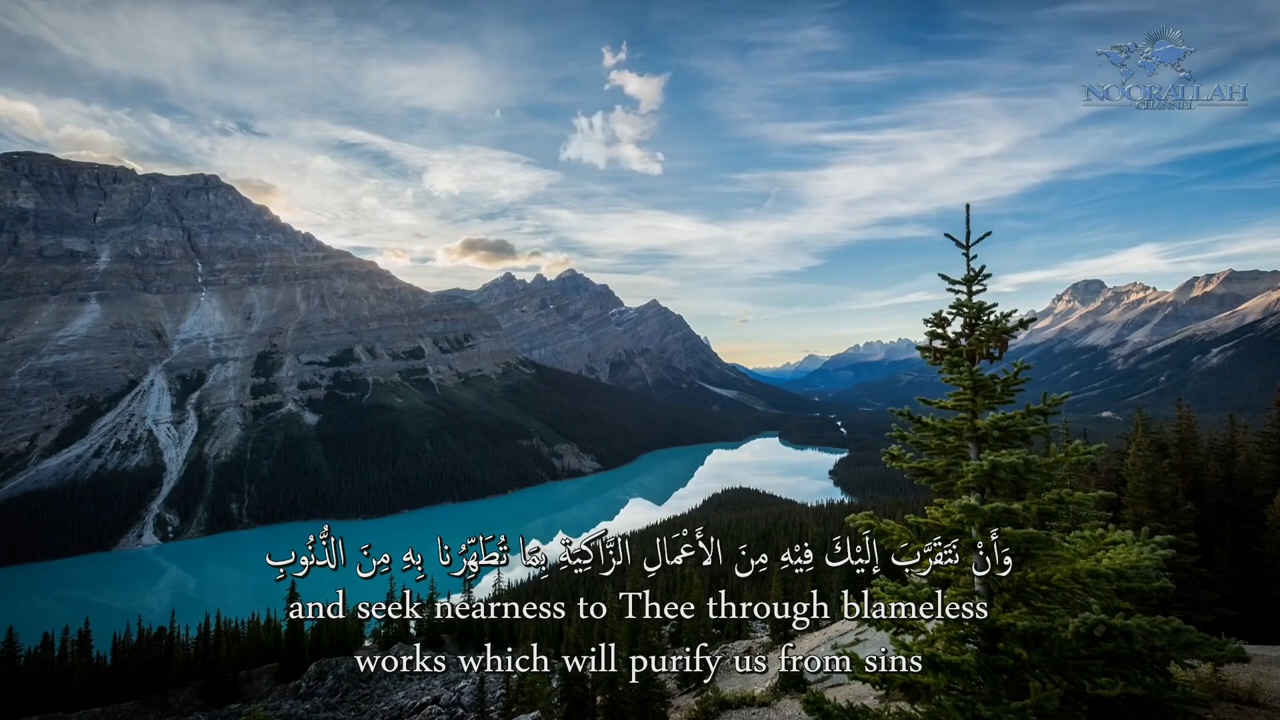 NOORALLAH
CHANNEL
وَأَنْ نَتَقَرَّبَ إلَيْكَ فِيْهِ مِنَ الأَعْمَالِ الزَّاكِيَةِ بِمَا تُطَهِّرُنا بِهِ مِنَ الذُّنُوبِ
and seek nearness to Thee through blameless
works which will purify us from sins